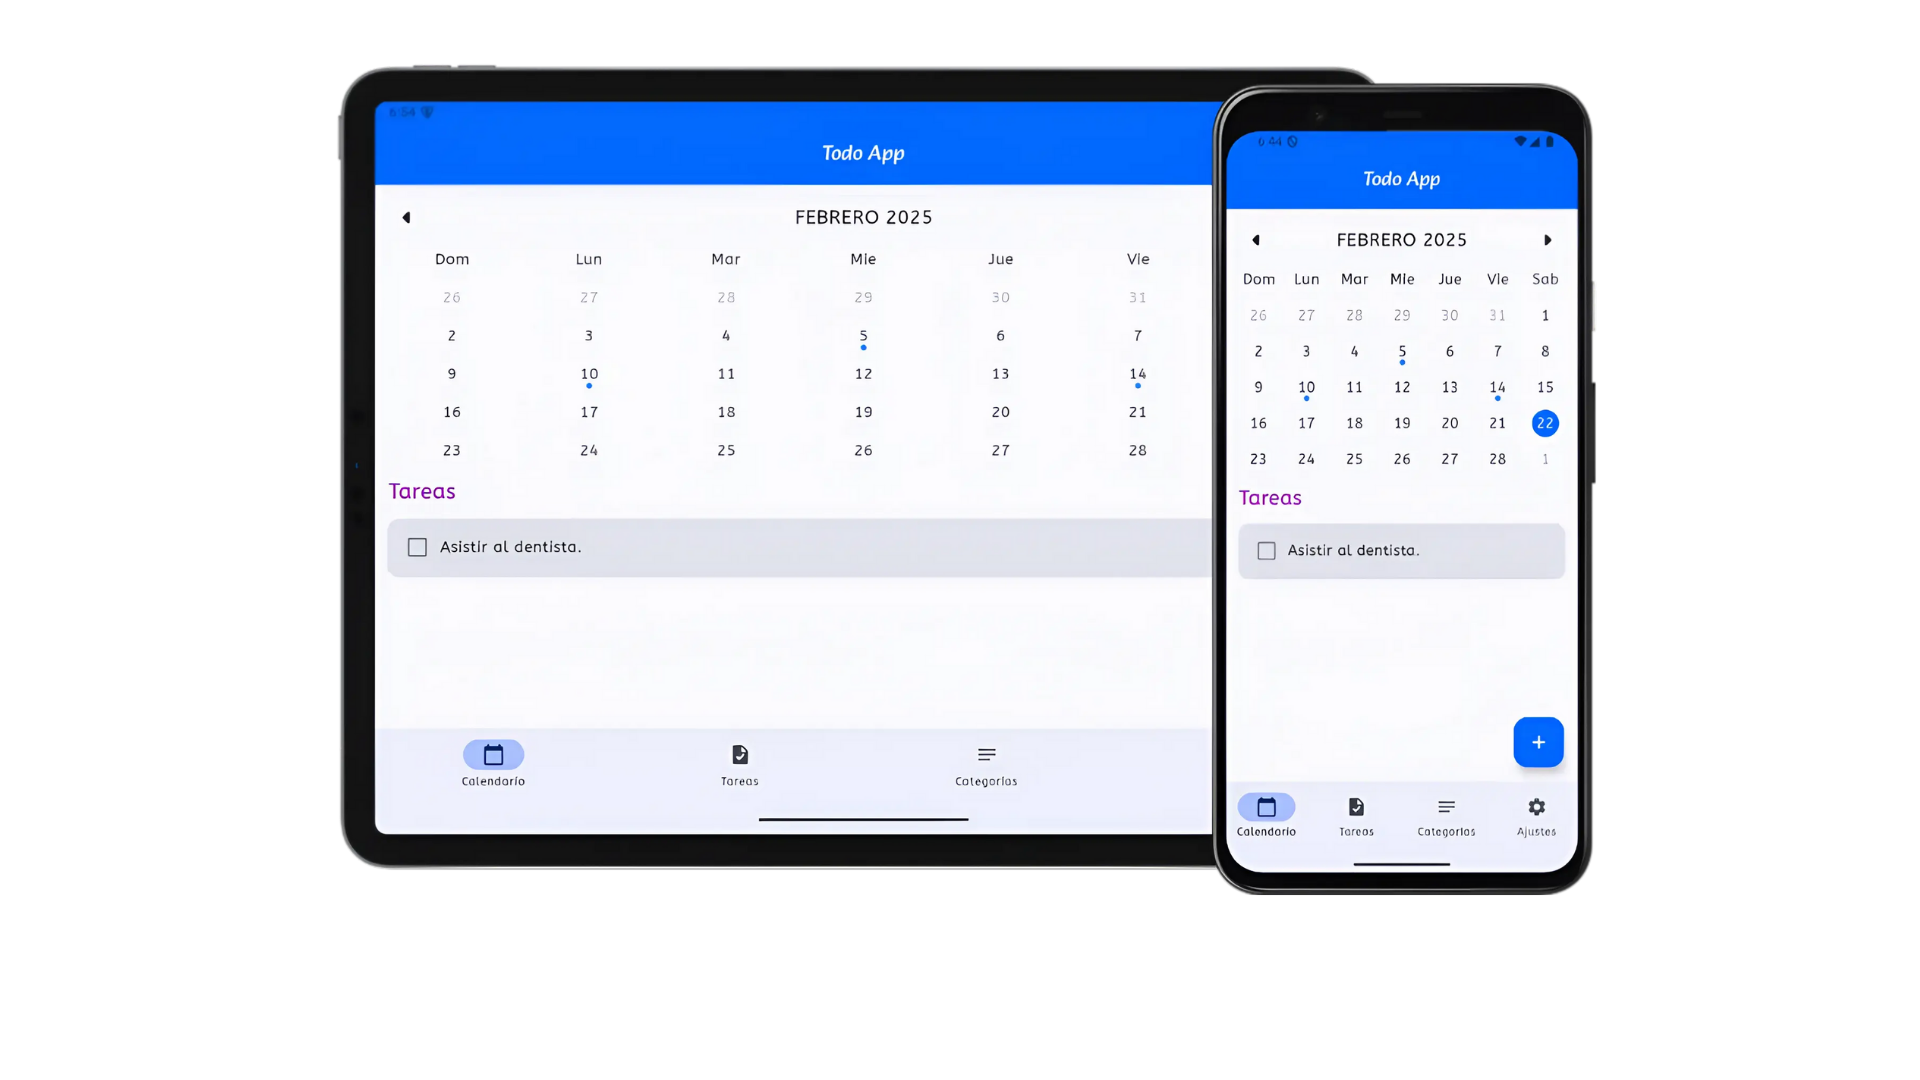 6:54
Todo App
FEBRERO 2025
Dom Lun Mar Mie Jue Vie
26 27 28 29 30 31
2 3 4 5 6 7
9 10 11 12 13 14
16 17 18 19 20 21
23 24 25 26 27 28
Tareas
Asistir al dentista.
Calendario Tareas Categorías
6:44
Todo App
FEBRERO 2025
Dom Lun Mar Mie Jue Vie Sab
26 27 28 29 30 31 1
2 3 4 5 6 7 8
9 10 11 12 13 14 15
16 17 18 19 20 21 22
23 24 25 26 27 28 1
Tareas
Asistir al dentista.
+
Calendario Tareas Categorías Ajustes